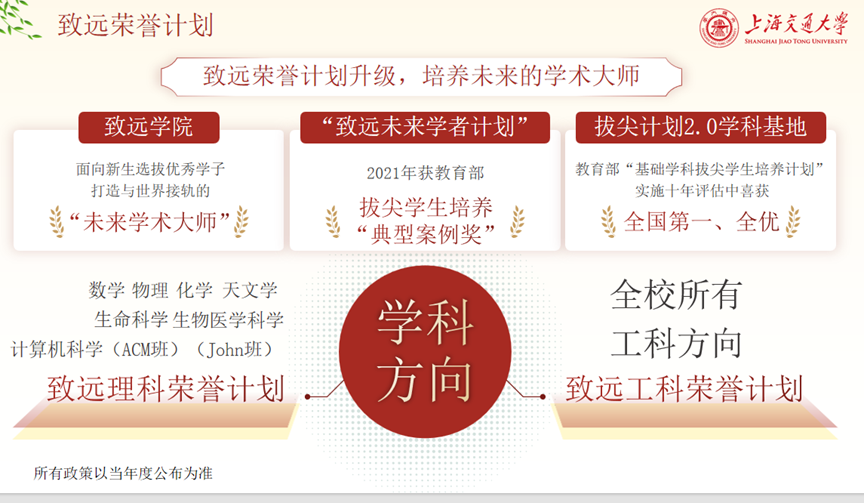 致远荣誉计划
上海交通大学
SHANGHAI JIAO TONG UNIVERSITY
致远荣誉计划升级，培养未来的学术大师
致远学院
面向新生选拔优秀学子
打造与世界接轨的
“未来学术大师”
“致远未来学者计划”
2021年获教育部
拔尖学生培养
“典型案例奖”
拔尖计划2.0学科基地
教育部“基础学科拔尖学生培养计划”
实施十年评估中喜获
全国第一、全优
数学 物理 化学 天文学
生命科学 生物医学科学
计算机科学（ACM班）（John班）
致远理科荣誉计划
学科
方向
全校所有
工科方向
致远工科荣誉计划
所有政策以当年度公布为准